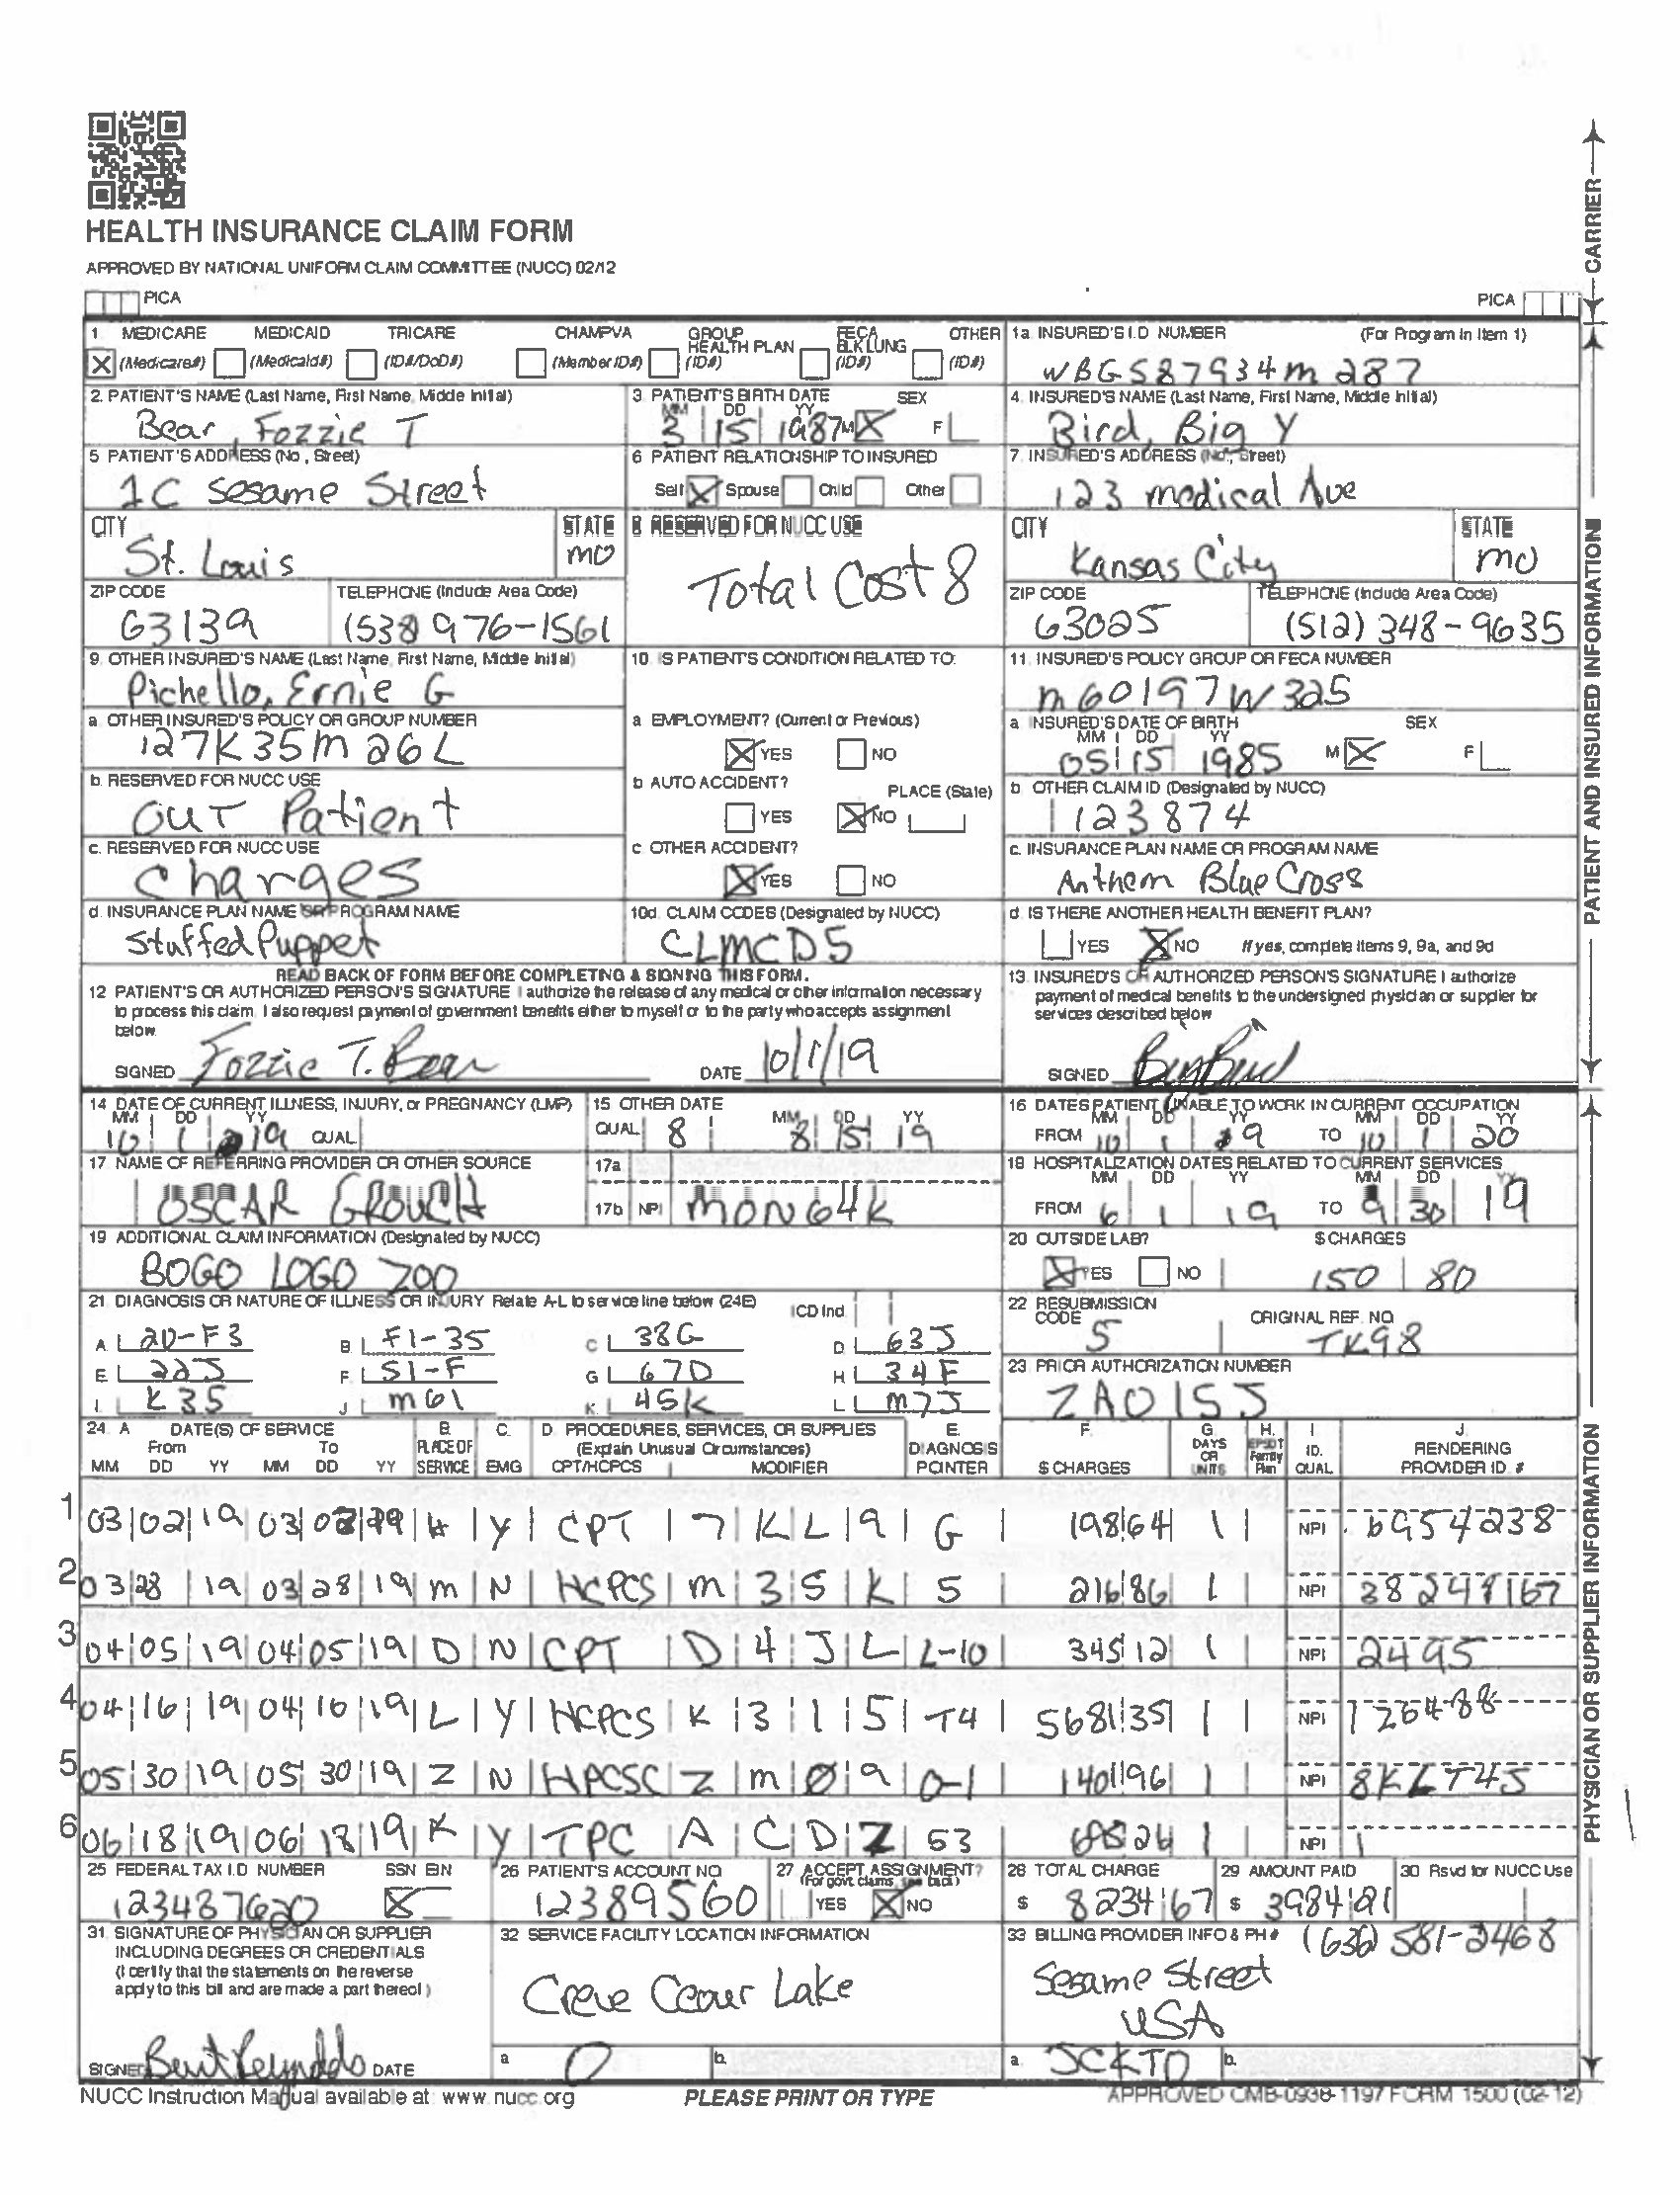 HEALTH INSURANCE CLAIM FORM
APPROVED BY NATIONAL UNIFORM CLAIM COMMITTEE (NUCC) 02/12
PICA PICA
CARRIER
1. MEDICARE MEDICAID TRICARE CHAMPVA GROUP HEALTH PLAN FECA BLK LUNG OTHER
X (Medicare#) (Medicaid#) (ID#/DoD#) (Member ID#) (ID#) (ID#) (ID#)
1a. INSURED'S I.D. NUMBER (For Program in Item 1)
WBGS87934M287
2. PATIENT'S NAME (Last Name, First Name, Middle Initial)
Bear, Fozzie T
3. PATIENT'S BIRTH DATE SEX
MM DD YY
3 15 1987 M X F
4. INSURED'S NAME (Last Name, First Name, Middle Initial)
Bird, Big Y
5. PATIENT'S ADDRESS (No., Street)
1C Sesame Street
6. PATIENT RELATIONSHIP TO INSURED
Self X Spouse Child Other
7. INSURED'S ADDRESS (No., Street)
123 Medical Ave
CITY STATE
St. Louis MO
8. RESERVED FOR NUCC USE
Total Cost 8
CITY STATE
Kansas City MO
ZIP CODE TELEPHONE (Include Area Code)
63139 (538) 976-1561
ZIP CODE TELEPHONE (Include Area Code)
63025 (512) 348-9635
9. OTHER INSURED'S NAME (Last Name, First Name, Middle Initial)
Pichello, Ernie G
10. IS PATIENT'S CONDITION RELATED TO:
11. INSURED'S POLICY GROUP OR FECA NUMBER
M60197W325
a. OTHER INSURED'S POLICY OR GROUP NUMBER
127K35M26L
a. EMPLOYMENT? (Current or Previous)
X YES NO
a. INSURED'S DATE OF BIRTH SEX
MM DD YY
05 15 1985 M X F
b. RESERVED FOR NUCC USE
OUT Patient
b. AUTO ACCIDENT? PLACE (State)
YES X NO
b. OTHER CLAIM ID (Designated by NUCC)
123874
c. RESERVED FOR NUCC USE
Charges
c. OTHER ACCIDENT?
X YES NO
c. INSURANCE PLAN NAME OR PROGRAM NAME
Anthem Blue Cross
d. INSURANCE PLAN NAME OR PROGRAM NAME
Stuffed Puppet
10d. CLAIM CODES (Designated by NUCC)
CLMCD5
d. IS THERE ANOTHER HEALTH BENEFIT PLAN?
YES X NO If yes, complete items 9, 9a, and 9d
PATIENT AND INSURED INFORMATION
READ BACK OF FORM BEFORE COMPLETING & SIGNING THIS FORM.
12. PATIENT'S OR AUTHORIZED PERSON'S SIGNATURE I authorize the release of any medical or other information necessary
to process this claim. I also request payment of government benefits either to myself or to the party who accepts assignment
below.
SIGNED Fozzie T. Bear DATE 10/1/19
13. INSURED'S OR AUTHORIZED PERSON'S SIGNATURE I authorize
payment of medical benefits to the undersigned physician or supplier for
services described below.
SIGNED Big Bird
14. DATE OF CURRENT ILLNESS, INJURY, or PREGNANCY (LMP)
MM DD YY
10 1 19 QUAL.
15. OTHER DATE
QUAL. 8 MM DD YY
8 15 19
16. DATES PATIENT UNABLE TO WORK IN CURRENT OCCUPATION
MM DD YY MM DD YY
FROM 10 1 19 TO 10 1 20
17. NAME OF REFERRING PROVIDER OR OTHER SOURCE
OSCAR GROUCH
17a.
17b. NPI MON64K
18. HOSPITALIZATION DATES RELATED TO CURRENT SERVICES
MM DD YY MM DD YY
FROM 6 1 19 TO 9 30 19
19. ADDITIONAL CLAIM INFORMATION (Designated by NUCC)
BOGO LOGO ZOO
20. OUTSIDE LAB? $ CHARGES
X YES NO 150 80
21. DIAGNOSIS OR NATURE OF ILLNESS OR INJURY Relate A-L to service line below (24E) ICD Ind.
A. 20-F3 B. F1-35 C. 38G D. 63J
E. 22J F. S1-F G. 67D H. 34F
I. K35 J. M61 K. 45K L. M7J
22. RESUBMISSION CODE ORIGINAL REF. NO.
5 TK98
23. PRIOR AUTHORIZATION NUMBER
ZA015J
24. A. DATE(S) OF SERVICE B. C. D. PROCEDURES, SERVICES, OR SUPPLIES E. F. G. H. I. J.
From To PLACE OF (Explain Unusual Circumstances) DIAGNOSIS DAYS OR UNITS EPSDT Family Plan ID. RENDERING
MM DD YY MM DD YY SERVICE EMG CPT/HCPCS MODIFIER POINTER $ CHARGES QUAL. PROVIDER ID. #
1 03 02 19 03 02 19 H Y CPT 7 K L 9 G 198 64 1 NPI 6954238
2 03 28 19 03 28 19 M N HCPCS M 3 5 K 5 216 86 1 NPI 38248167
3 04 05 19 04 05 19 D N CPT D 4 J L L-10 345 12 1 NPI 2495
4 04 16 19 04 16 19 L Y HCPCS K 3 1 5 T4 5681 35 1 NPI 126488
5 05 30 19 05 30 19 Z N HPCSC Z M 0 9 0-1 140 96 1 NPI 8KLT45
6 06 18 19 06 18 19 K Y TPC A C D Z 53 26 1 NPI
25. FEDERAL TAX I.D. NUMBER SSN EIN
123487620 X
26. PATIENT'S ACCOUNT NO.
12389560
27. ACCEPT ASSIGNMENT?
(For govt. claims, see back)
YES X NO
28. TOTAL CHARGE
$ 8234 67
29. AMOUNT PAID
$ 3984 21
30. Rsvd for NUCC Use
31. SIGNATURE OF PHYSICIAN OR SUPPLIER
INCLUDING DEGREES OR CREDENTIALS
(I certify that the statements on the reverse
apply to this bill and are made a part thereof.)
SIGNED Burt Reynolds DATE
32. SERVICE FACILITY LOCATION INFORMATION
Creve Ceour Lake
a. 0 b.
33. BILLING PROVIDER INFO & PH # (636) 581-2468
Sesame Street
USA
a. JCKTD b.
PHYSICIAN OR SUPPLIER INFORMATION
NUCC Instruction Manual available at: www.nucc.org PLEASE PRINT OR TYPE APPROVED OMB-0938-1197 FORM 1500 (02-12)